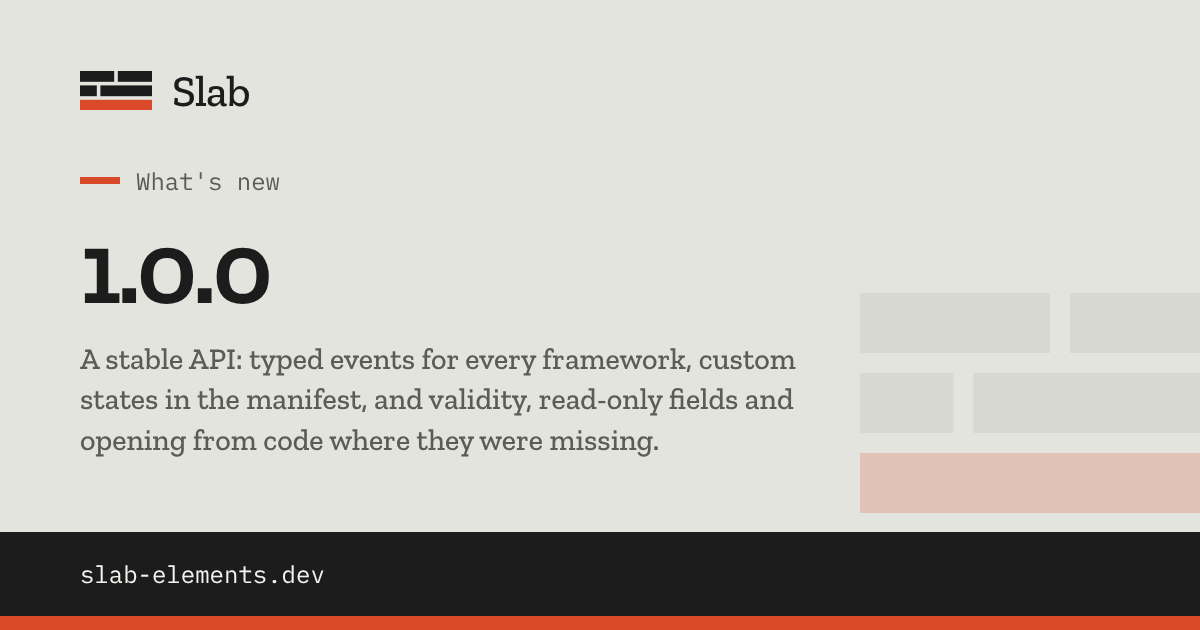 Slab
What's new
1.0.0
A stable API: typed events for every framework, custom
states in the manifest, and validity, read-only fields and
opening from code where they were missing.
slab-elements.dev